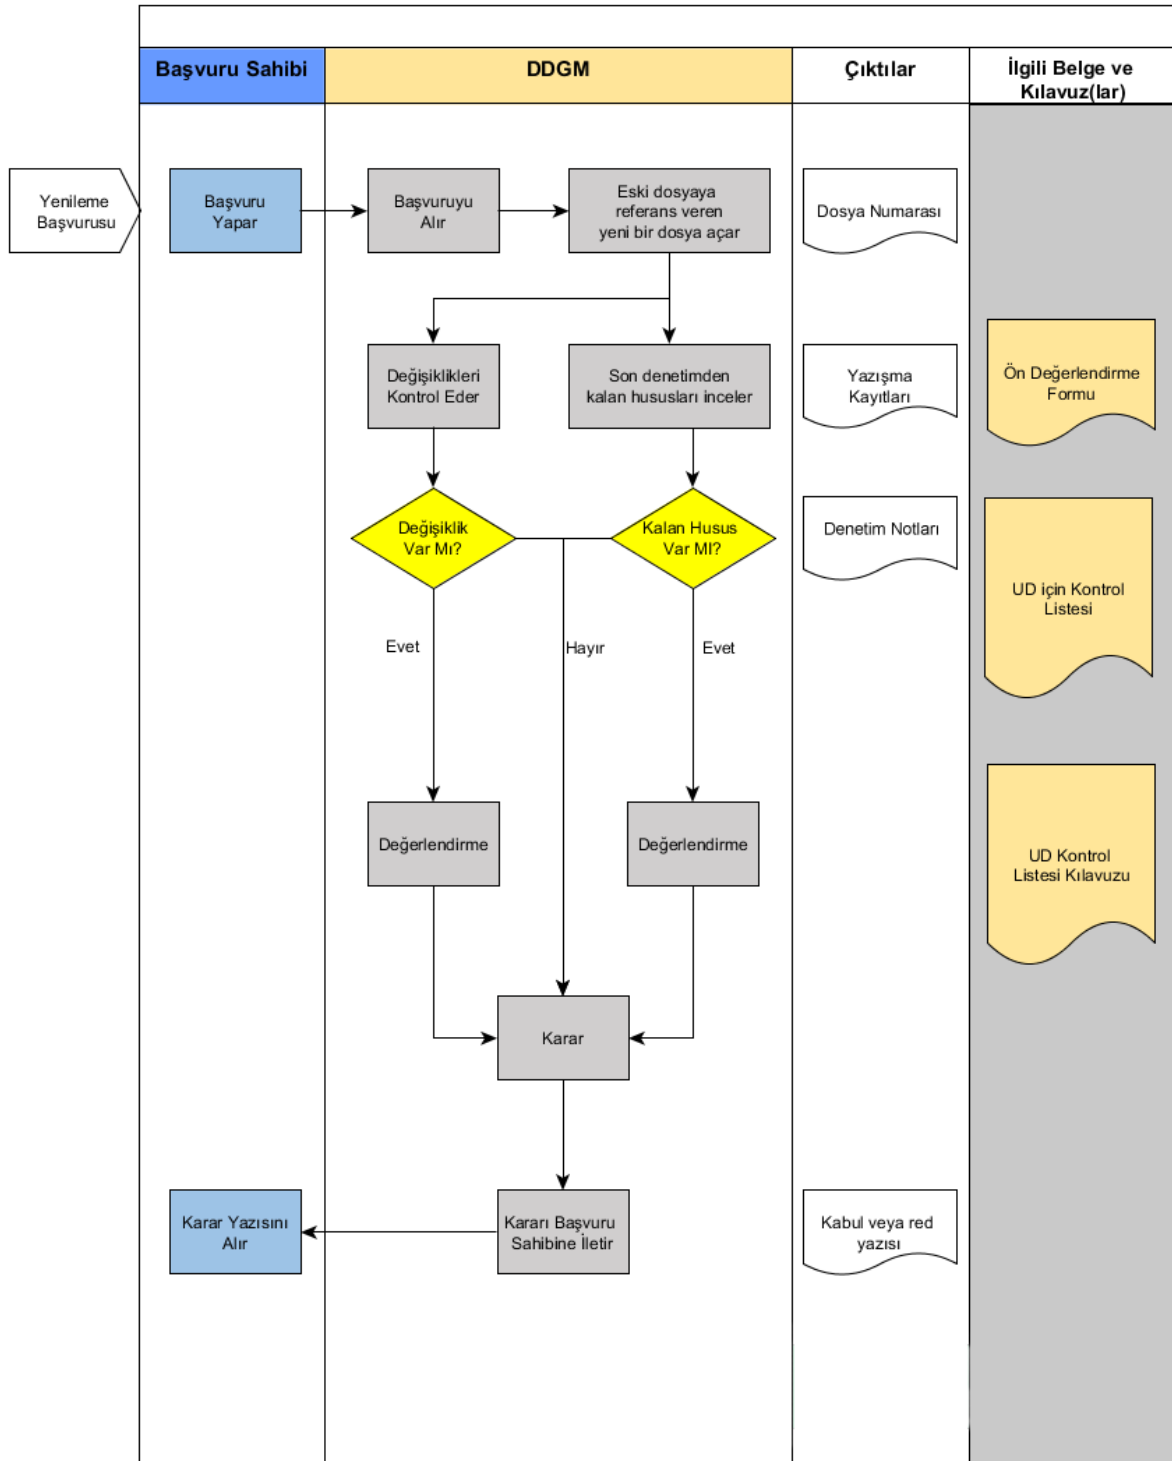 Başvuru Sahibi
DDGM
Çıktılar
İlgili Belge ve
Kılavuz(lar)
Yenileme
Başvurusu
Başvuru
Yapar
Başvuruyu
Alır
Eski dosyaya
referans veren
yeni bir dosya açar
Dosya Numarası
Değişiklikleri
Kontrol Eder
Son denetimden
kalan hususları inceler
Yazışma
Kayıtları
Ön Değerlendirme
Formu
Değişiklik
Var Mı?
Kalan Husus
Var MI?
Denetim Notları
UD için Kontrol
Listesi
Evet
Hayır
Evet
Değerlendirme
Değerlendirme
UD Kontrol
Listesi Kılavuzu
Karar
Karar Yazısını
Alır
Kararı Başvuru
Sahibine İletir
Kabul veya red
yazısı